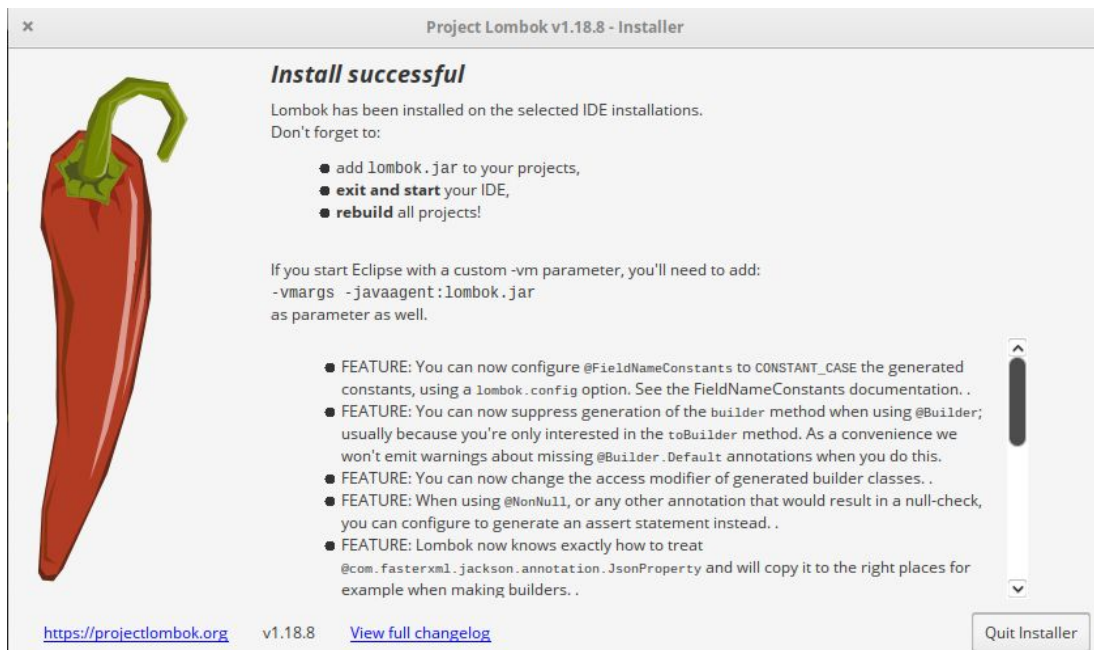 Project Lombok v1.18.8 - Installer
Install successful
Lombok has been installed on the selected IDE installations.
Don't forget to:
add lombok.jar to your projects,
exit and start your IDE,
rebuild all projects!
If you start Eclipse with a custom -vm parameter, you'll need to add:
-vmargs -javaagent:lombok.jar
as parameter as well.
FEATURE: You can now configure @FieldNameConstants to CONSTANT_CASE the generated
constants, using a lombok.config option. See the FieldNameConstants documentation. .
FEATURE: You can now suppress generation of the builder method when using @Builder;
usually because you're only interested in the toBuilder method. As a convenience we
won't emit warnings about missing @Builder.Default annotations when you do this.
FEATURE: You can now change the access modifier of generated builder classes. .
FEATURE: When using @NonNull, or any other annotation that would result in a null-check,
you can configure to generate an assert statement instead. .
FEATURE: Lombok now knows exactly how to treat
@com.fasterxml.jackson.annotation.JsonProperty and will copy it to the right places for
example when making builders. .
https://projectlombok.org v1.18.8 View full changelog Quit Installer